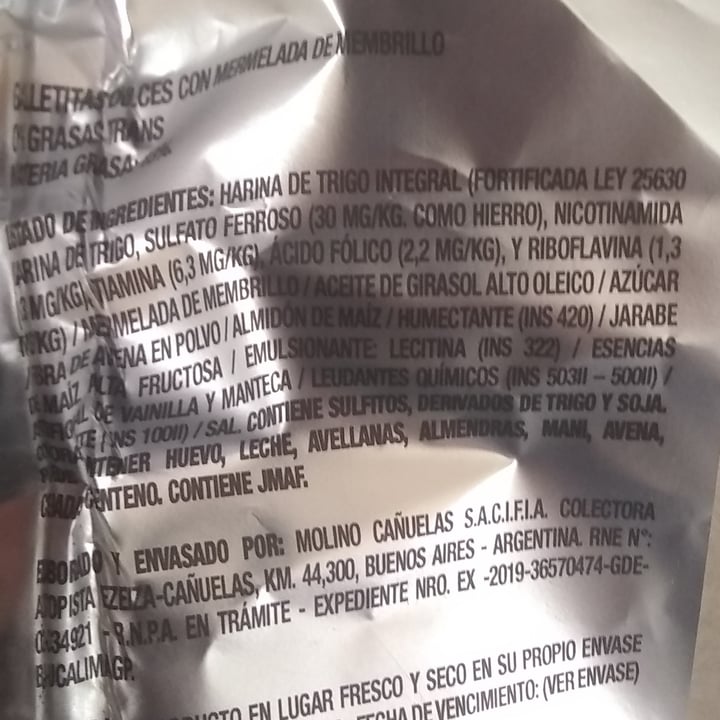 GALLETITAS DULCES CON MERMELADA DE MEMBRILLO
0% GRASAS TRANS
MATERIA GRASA
LISTADO DE INGREDIENTES: HARINA DE TRIGO INTEGRAL (FORTIFICADA LEY 25630
HARINA DE TRIGO, SULFATO FERROSO (30 MG/KG. COMO HIERRO), NICOTINAMIDA
MG/KG), TIAMINA (6,3 MG/KG), ÁCIDO FÓLICO (2,2 MG/KG), Y RIBOFLAVINA (1,3
MG/KG) / MERMELADA DE MEMBRILLO / ACEITE DE GIRASOL ALTO OLEICO / AZÚCAR
/ FIBRA DE AVENA EN POLVO / ALMIDÓN DE MAÍZ / HUMECTANTE (INS 420) / JARABE
DE MAÍZ ALTA FRUCTOSA / EMULSIONANTE: LECITINA (INS 322) / ESENCIAS
DE VAINILLA Y MANTECA / LEUDANTES QUÍMICOS (INS 503II – 500II) /
(INS 100II) / SAL. CONTIENE SULFITOS, DERIVADOS DE TRIGO Y SOJA.
PUEDE CONTENER HUEVO, LECHE, AVELLANAS, ALMENDRAS, MANI, AVENA,
CEBADA, CENTENO. CONTIENE JMAF.
ELABORADO Y ENVASADO POR: MOLINO CAÑUELAS S.A.C.I.F.I.A. COLECTORA
AUTOPISTA EZEIZA-CAÑUELAS, KM. 44,300, BUENOS AIRES - ARGENTINA. RNE N°:
34921 - R.N.P.A. EN TRÁMITE - EXPEDIENTE NRO. EX -2019-36570474-GDE-
EN LUGAR FRESCO Y SECO EN SU PROPIO ENVASE
FECHA DE VENCIMIENTO: (VER ENVASE)